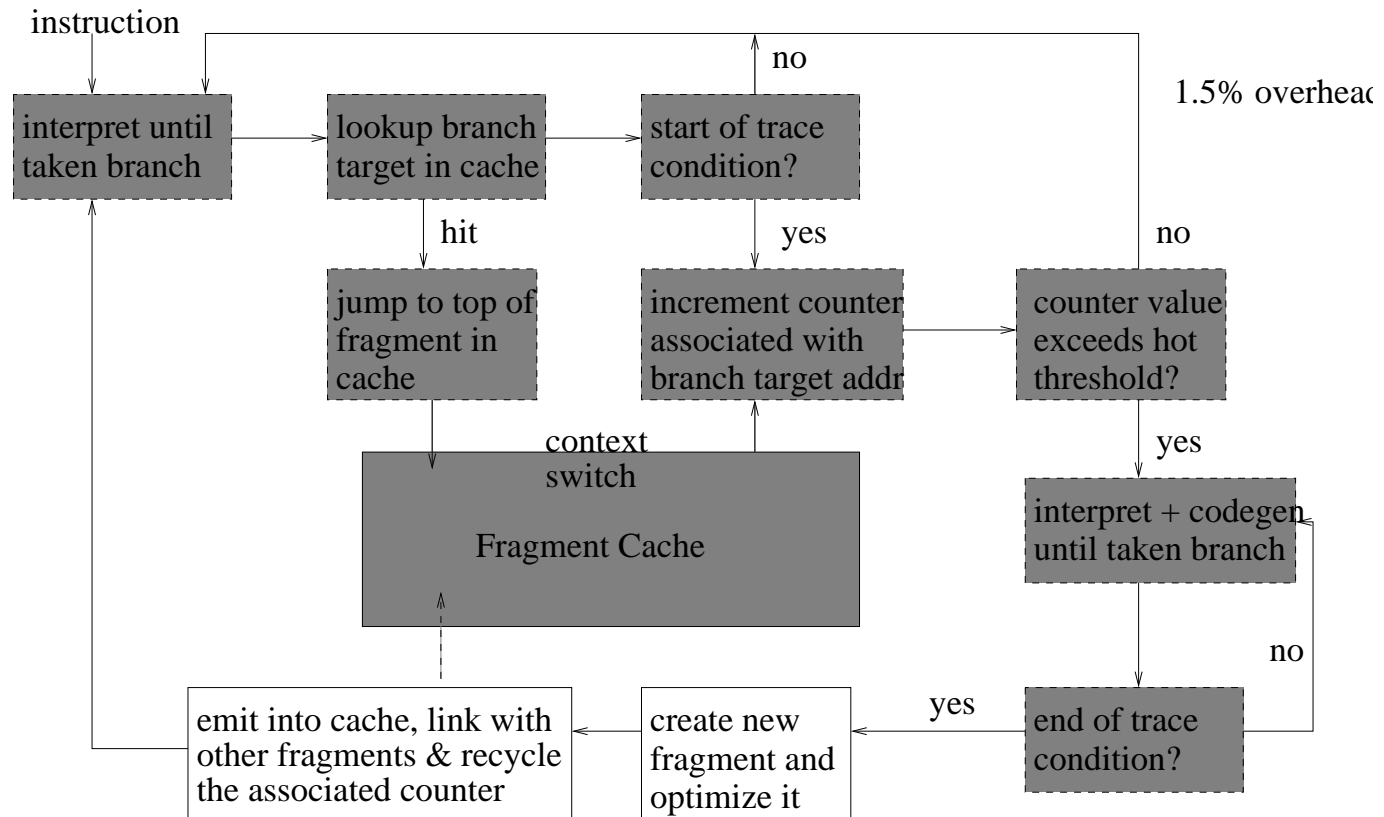 instruction
no
1.5% overhead
interpret until
taken branch
lookup branch
target in cache
start of trace
condition?
hit
yes
no
jump to top of
fragment in
cache
increment counter
associated with
branch target addr
counter value
exceeds hot
threshold?
context
switch
yes
Fragment Cache
interpret + codegen
until taken branch
no
emit into cache, link with
other fragments & recycle
the associated counter
create new
fragment and
optimize it
yes
end of trace
condition?